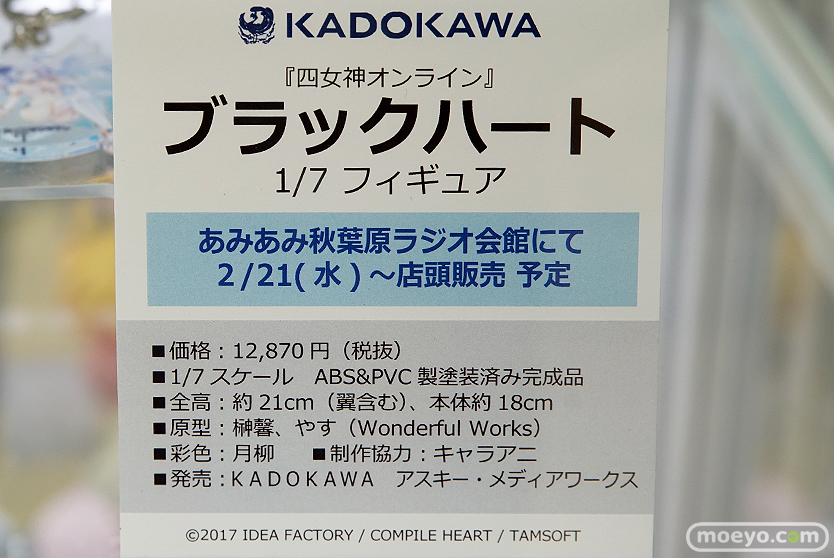 KADOKAWA
『四女神オンライン』
ブラックハート
1/7 フィギュア
あみあみ秋葉原ラジオ会館にて
2/21(水)～店頭販売 予定
■価格：12,870円（税抜）
■1/7スケール　ABS&PVC製塗装済み完成品
■全高：約21cm（翼含む）、本体約18cm
■原型：榊馨、やす（Wonderful Works）
■彩色：月柳　　■制作協力：キャラアニ
■発売：KADOKAWA　アスキー・メディアワークス
©2017 IDEA FACTORY / COMPILE HEART / TAMSOFT
moeyo.com